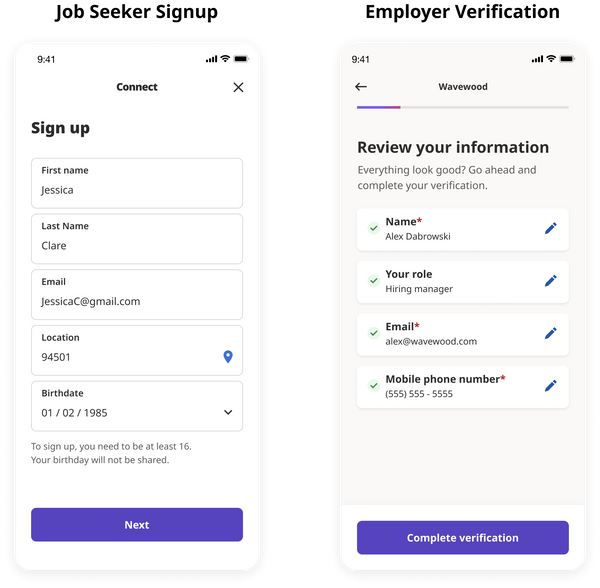 Job Seeker Signup
9:41
Connect
Sign up
First name
Jessica
Last Name
Clare
Email
JessicaC@gmail.com
Location
94501
Birthdate
01 / 02 / 1985
To sign up, you need to be at least 16.
Your birthday will not be shared.
Next
Employer Verification
9:41
Wavewood
Review your information
Everything look good? Go ahead and
complete your verification.
Name*
Alex Dabrowski
Your role
Hiring manager
Email*
alex@wavewood.com
Mobile phone number*
(555) 555 - 5555
Complete verification